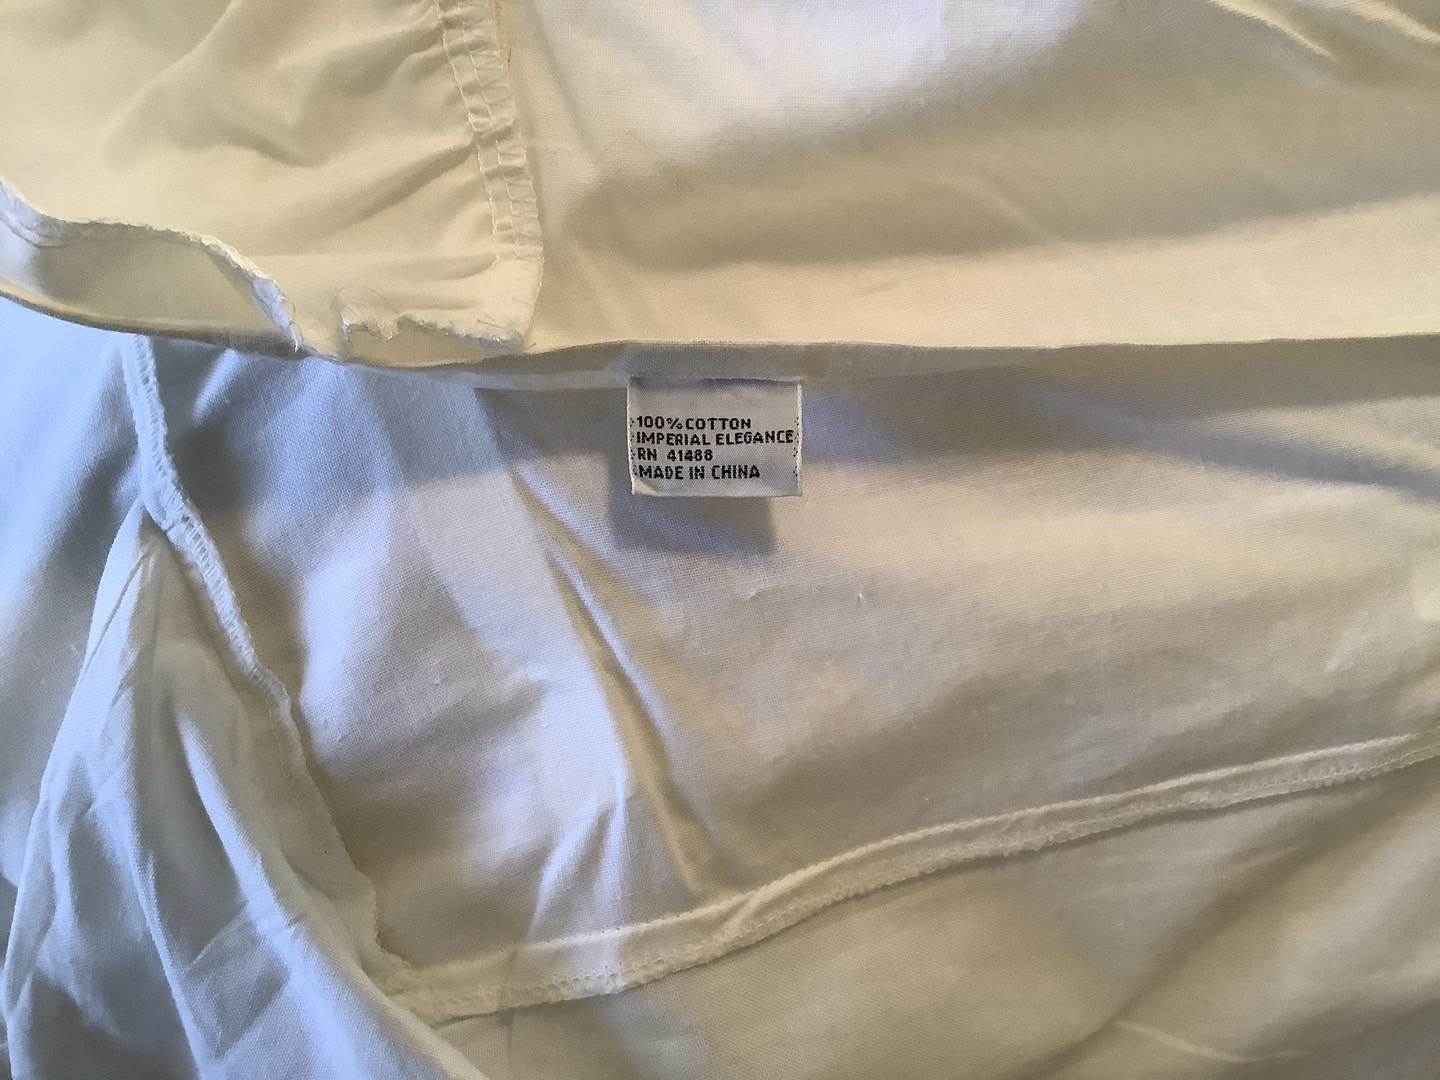 100% COTTON
IMPERIAL ELEGANCE
RN 41488
MADE IN CHINA